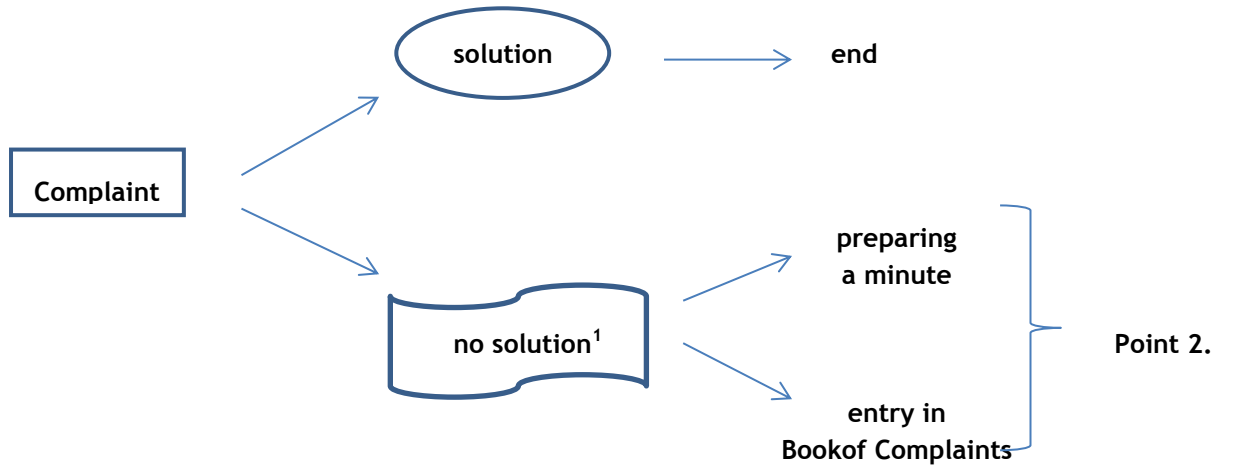 solution
end
Complaint
preparing
a minute
no solution¹
Point 2.
entry in
Bookof Complaints